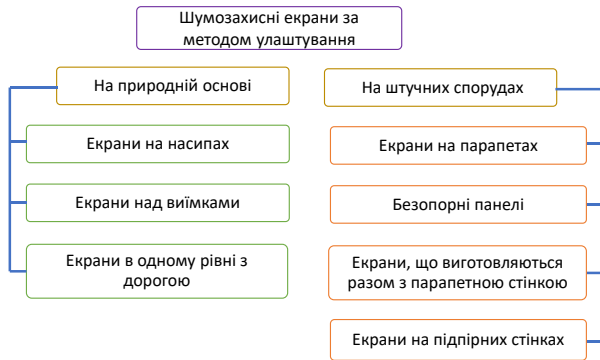 Шумозахисні екрани за
методом улаштування
На природній основі
Екрани на насипах
Екрани над виїмками
Екрани в одному рівні з
дорогою
На штучних спорудах
Екрани на парапетах
Безопорні панелі
Екрани, що виготовляються
разом з парапетною стінкою
Екрани на підпірних стінках